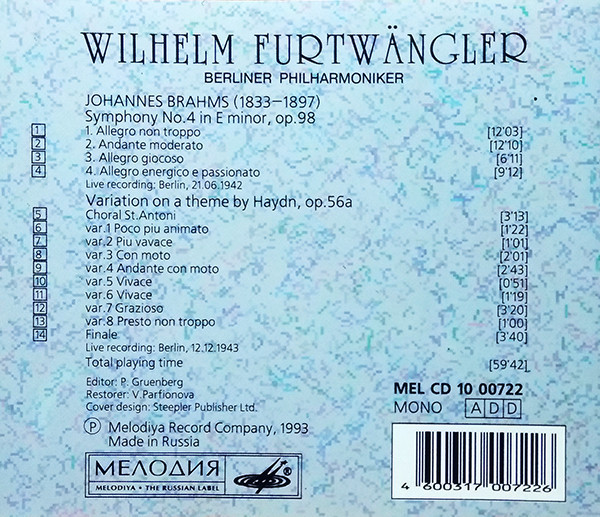 WILHELM FURTWÄNGLER
BERLINER PHILHARMONIKER
JOHANNES BRAHMS (1833–1897)
Symphony No.4 in E minor, op.98
1 1. Allegro non troppo [12'03]
2 2. Andante moderato [12'10]
3 3. Allegro giocoso [6'11]
4 4. Allegro energico e passionato [9'12]
Live recording: Berlin, 21.06.1942
Variation on a theme by Haydn, op.56a
5 Choral St.Antoni [3'13]
6 var.1 Poco piu animato [1'22]
7 var.2 Piu vavace [1'01]
8 var.3 Con moto [2'01]
9 var.4 Andante con moto [2'43]
10 var.5 Vivace [0'51]
11 var.6 Vivace [1'19]
12 var.7 Grazioso [3'20]
13 var.8 Presto non troppo [1'00]
14 Finale [3'40]
Live recording: Berlin, 12.12.1943
Total playing time [59'42]
Editor: P. Gruenberg
Restorer: V.Parfionova
Cover design: Steepler Publisher Ltd.
MEL CD 10 00722
MONO ADD
Ⓟ Melodiya Record Company, 1993
Made in Russia
МЕЛОДИЯ ®
MELODIYA • THE RUSSIAN LABEL
4 600317 007226